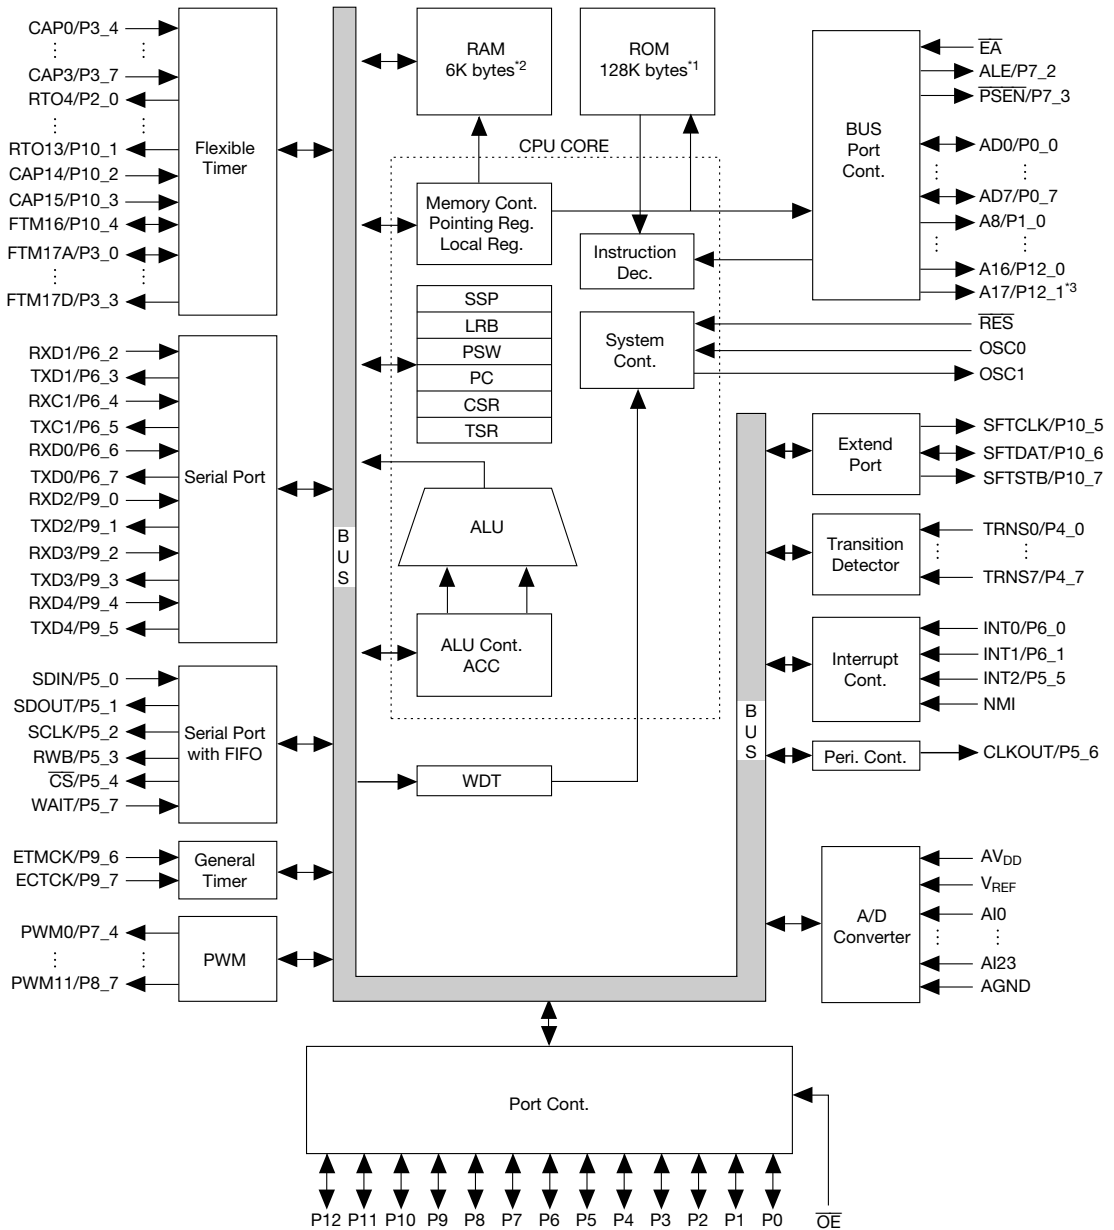 CAP0/P3_4
CAP3/P3_7
RTO4/P2_0
RTO13/P10_1
CAP14/P10_2
CAP15/P10_3
FTM16/P10_4
FTM17A/P3_0
FTM17D/P3_3
Flexible
Timer
RXD1/P6_2
TXD1/P6_3
RXC1/P6_4
TXC1/P6_5
RXD0/P6_6
TXD0/P6_7
RXD2/P9_0
TXD2/P9_1
RXD3/P9_2
TXD3/P9_3
RXD4/P9_4
TXD4/P9_5
Serial Port
SDIN/P5_0
SDOUT/P5_1
SCLK/P5_2
RWB/P5_3
CS/P5_4
WAIT/P5_7
Serial Port
with FIFO
ETMCK/P9_6
ECTCK/P9_7
General
Timer
PWM0/P7_4
PWM11/P8_7
PWM
BUS
RAM
6K bytes*2
ROM
128K bytes*1
CPU CORE
Memory Cont.
Pointing Reg.
Local Reg.
Instruction
Dec.
SSP
LRB
PSW
PC
CSR
TSR
System
Cont.
ALU
ALU Cont.
ACC
WDT
BUS
Port Cont.
BUS
Port
Cont.
EA
ALE/P7_2
PSEN/P7_3
AD0/P0_0
AD7/P0_7
A8/P1_0
A16/P12_0
A17/P12_1*3
RES
OSC0
OSC1
Extend
Port
SFTCLK/P10_5
SFTDAT/P10_6
SFTSTB/P10_7
Transition
Detector
TRNS0/P4_0
TRNS7/P4_7
Interrupt
Cont.
INT0/P6_0
INT1/P6_1
INT2/P5_5
NMI
Peri. Cont.
CLKOUT/P5_6
A/D
Converter
AVDD
VREF
AI0
AI23
AGND
P12 P11 P10 P9 P8 P7 P6 P5 P4 P3 P2 P1 P0 OE